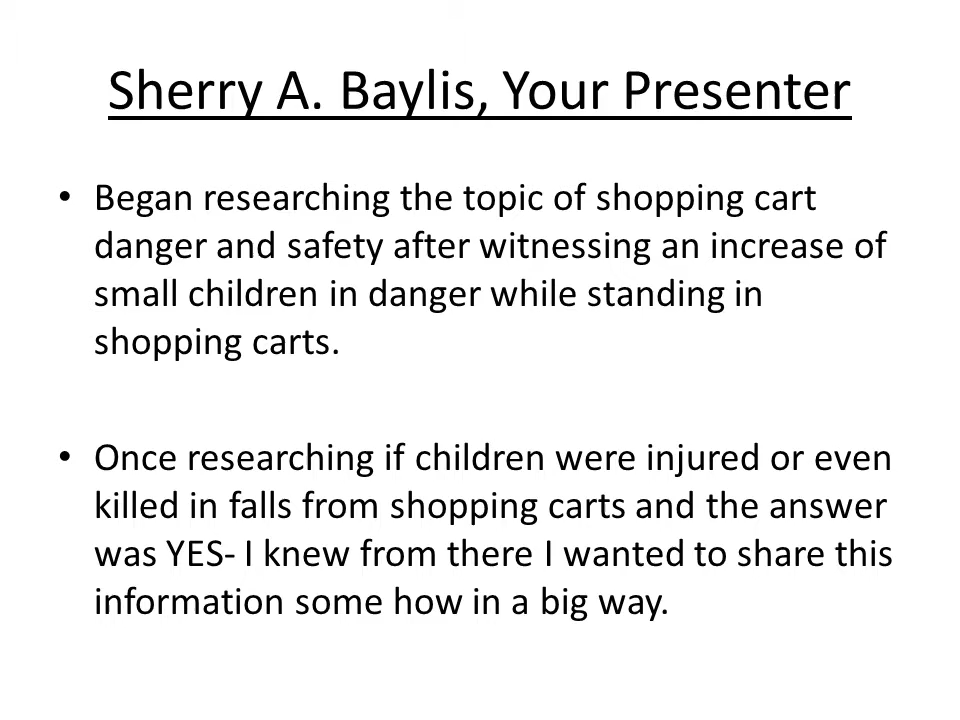 Sherry A. Baylis, Your Presenter
• Began researching the topic of shopping cart
danger and safety after witnessing an increase of
small children in danger while standing in
shopping carts.
• Once researching if children were injured or even
killed in falls from shopping carts and the answer
was YES- I knew from there I wanted to share this
information some how in a big way.